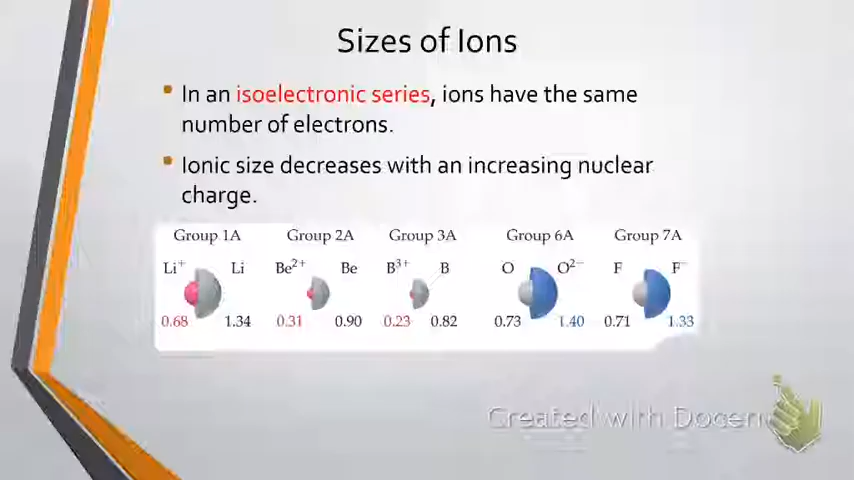 Sizes of Ions
In an isoelectronic series, ions have the same
number of electrons.
Ionic size decreases with an increasing nuclear
charge.
Group 1A Group 2A Group 3A Group 6A Group 7A
Li⁺ Li Be²⁺ Be B³⁺ B O O²⁻ F F⁻
0.68 1.34 0.31 0.90 0.23 0.82 0.73 1.40 0.71 1.33
Created with